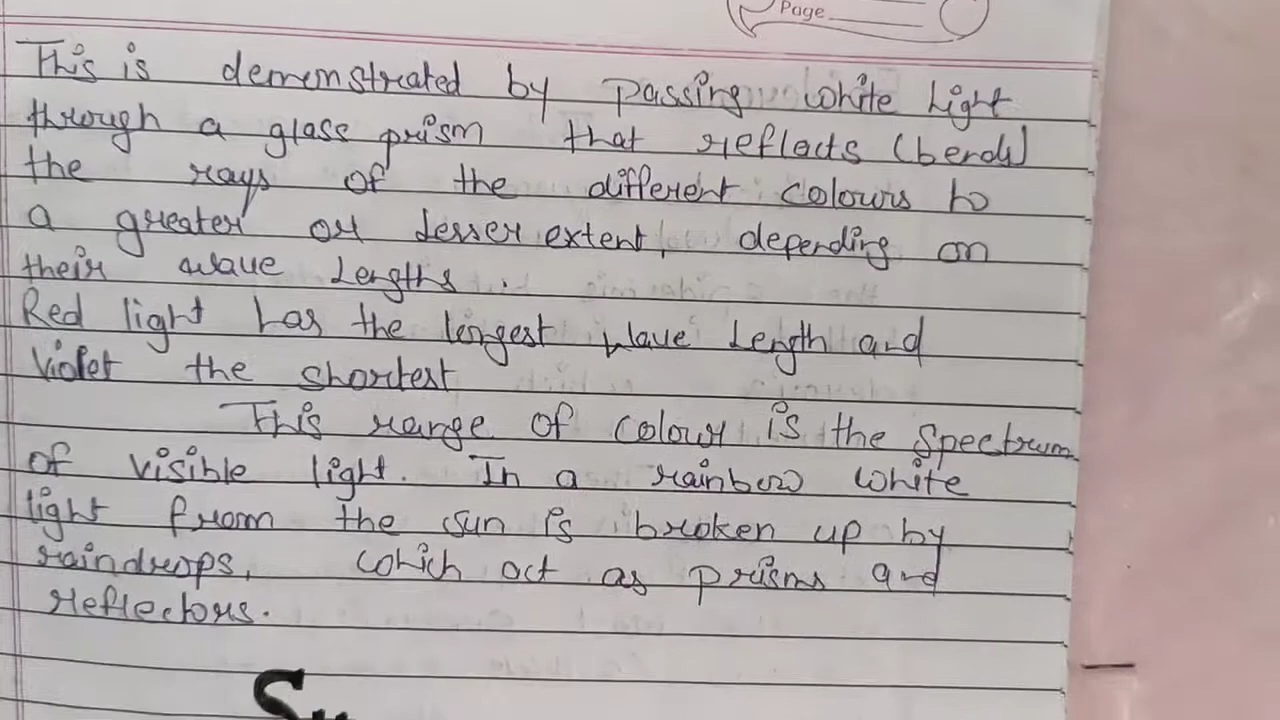 Page
This is demomstrated by passing white light
through a glass prism that reflects (bends)
the rays of the different colours to
a greater or lesser extent, depending on
their wave lengths.
Red light has the longest wave length and
violet the shortest
This range of colour is the spectrum
of visible light. In a rainbow white
light from the sun is broken up by
raindrops, which act as prisms and
reflectors.